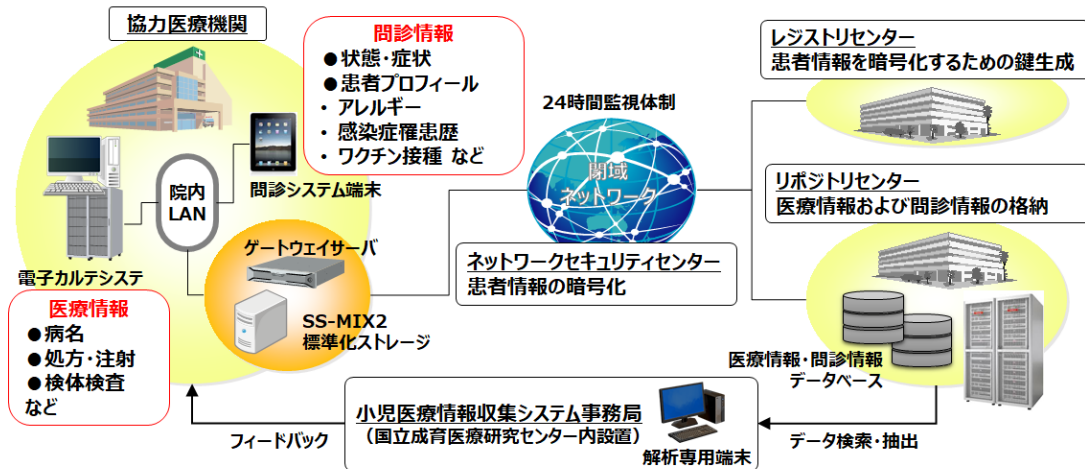 協力医療機関
問診情報
●状態・症状
●患者プロフィール
・ アレルギー
・ 感染症罹患歴
・ ワクチン接種 など
問診システム端末
院内
LAN
電子カルテシステ
ゲートウェイサーバ
SS-MIX2
標準化ストレージ
医療情報
●病名
●処方・注射
●検体検査
など
24時間監視体制
閉域
ネットワーク
ネットワークセキュリティセンター
患者情報の暗号化
レジストリセンター
患者情報を暗号化するための鍵生成
リポジトリセンター
医療情報および問診情報の格納
医療情報・問診情報
データベース
フィードバック
小児医療情報収集システム事務局
(国立成育医療研究センター内設置)
解析専用端末
データ検索・抽出